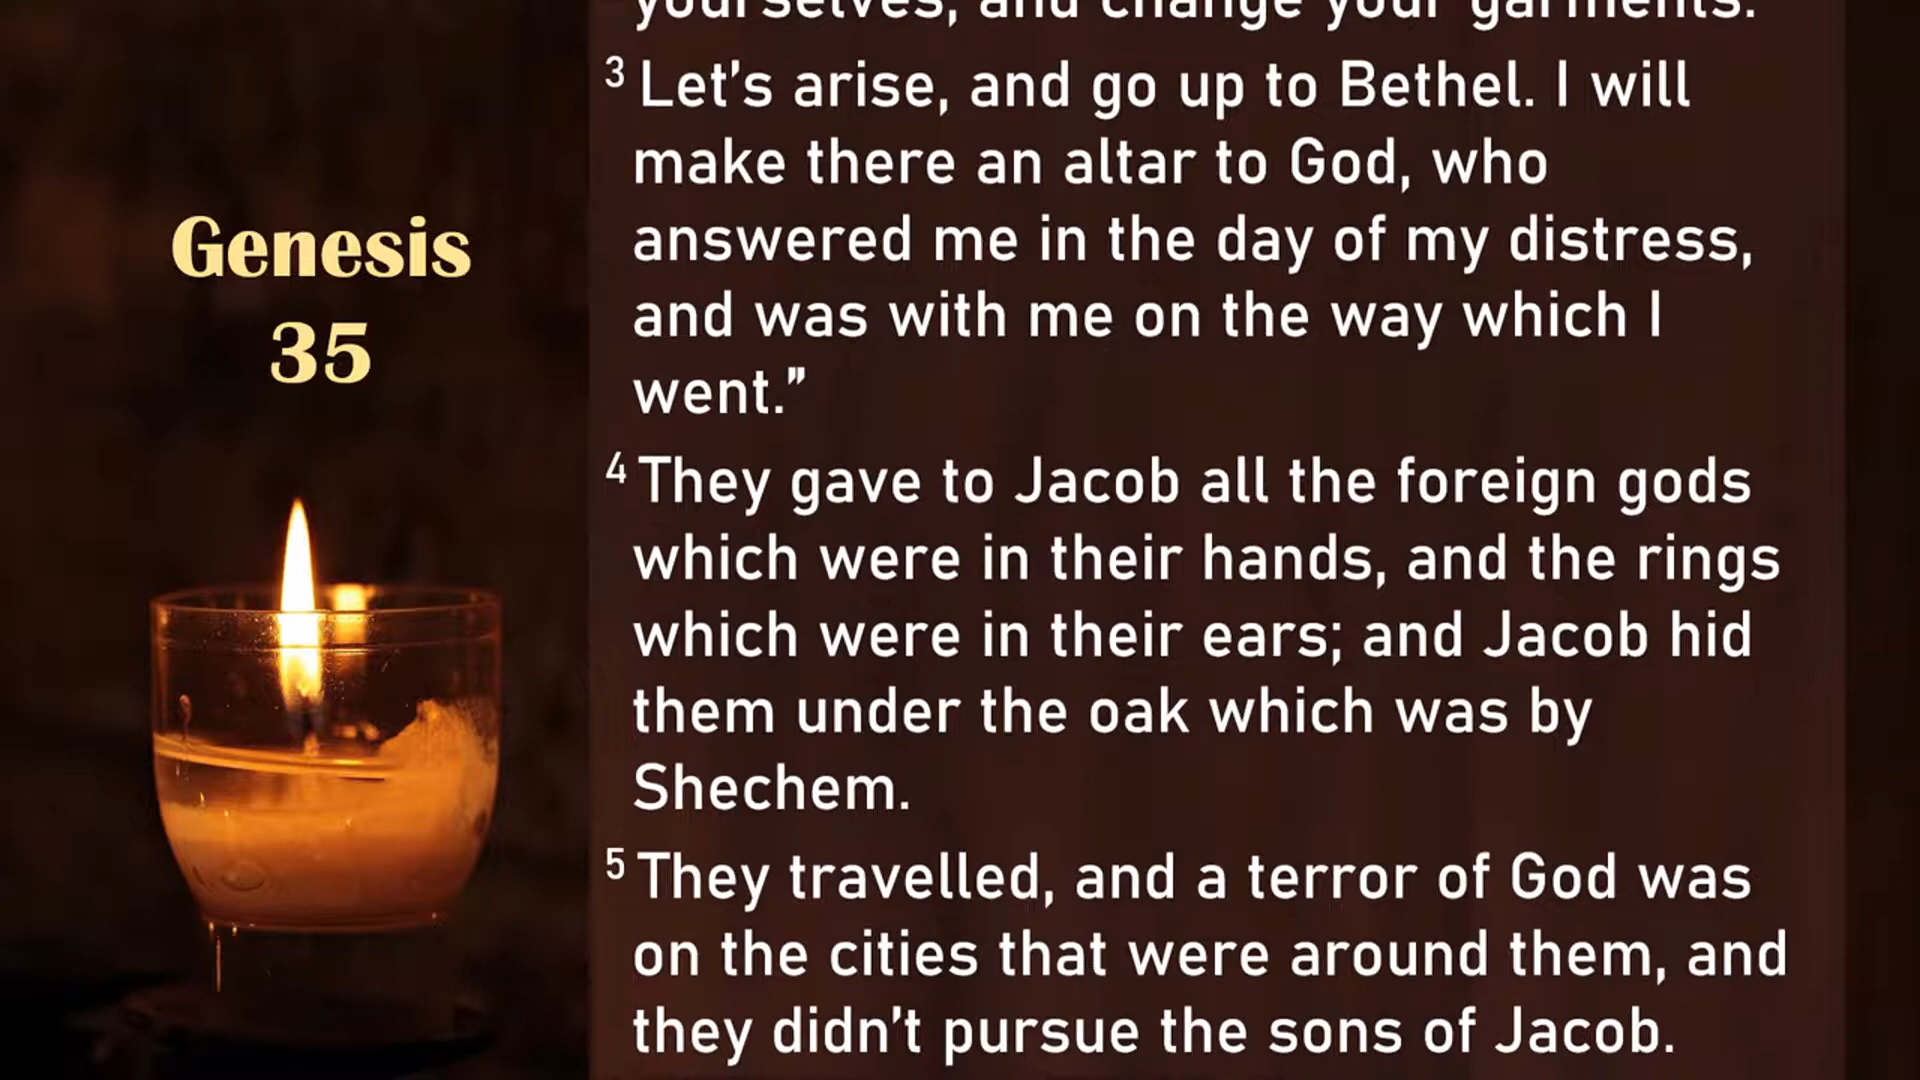 Genesis
35
yourselves, and change your garments.
3 Let’s arise, and go up to Bethel. I will
make there an altar to God, who
answered me in the day of my distress,
and was with me on the way which I
went.”
4 They gave to Jacob all the foreign gods
which were in their hands, and the rings
which were in their ears; and Jacob hid
them under the oak which was by
Shechem.
5 They travelled, and a terror of God was
on the cities that were around them, and
they didn’t pursue the sons of Jacob.